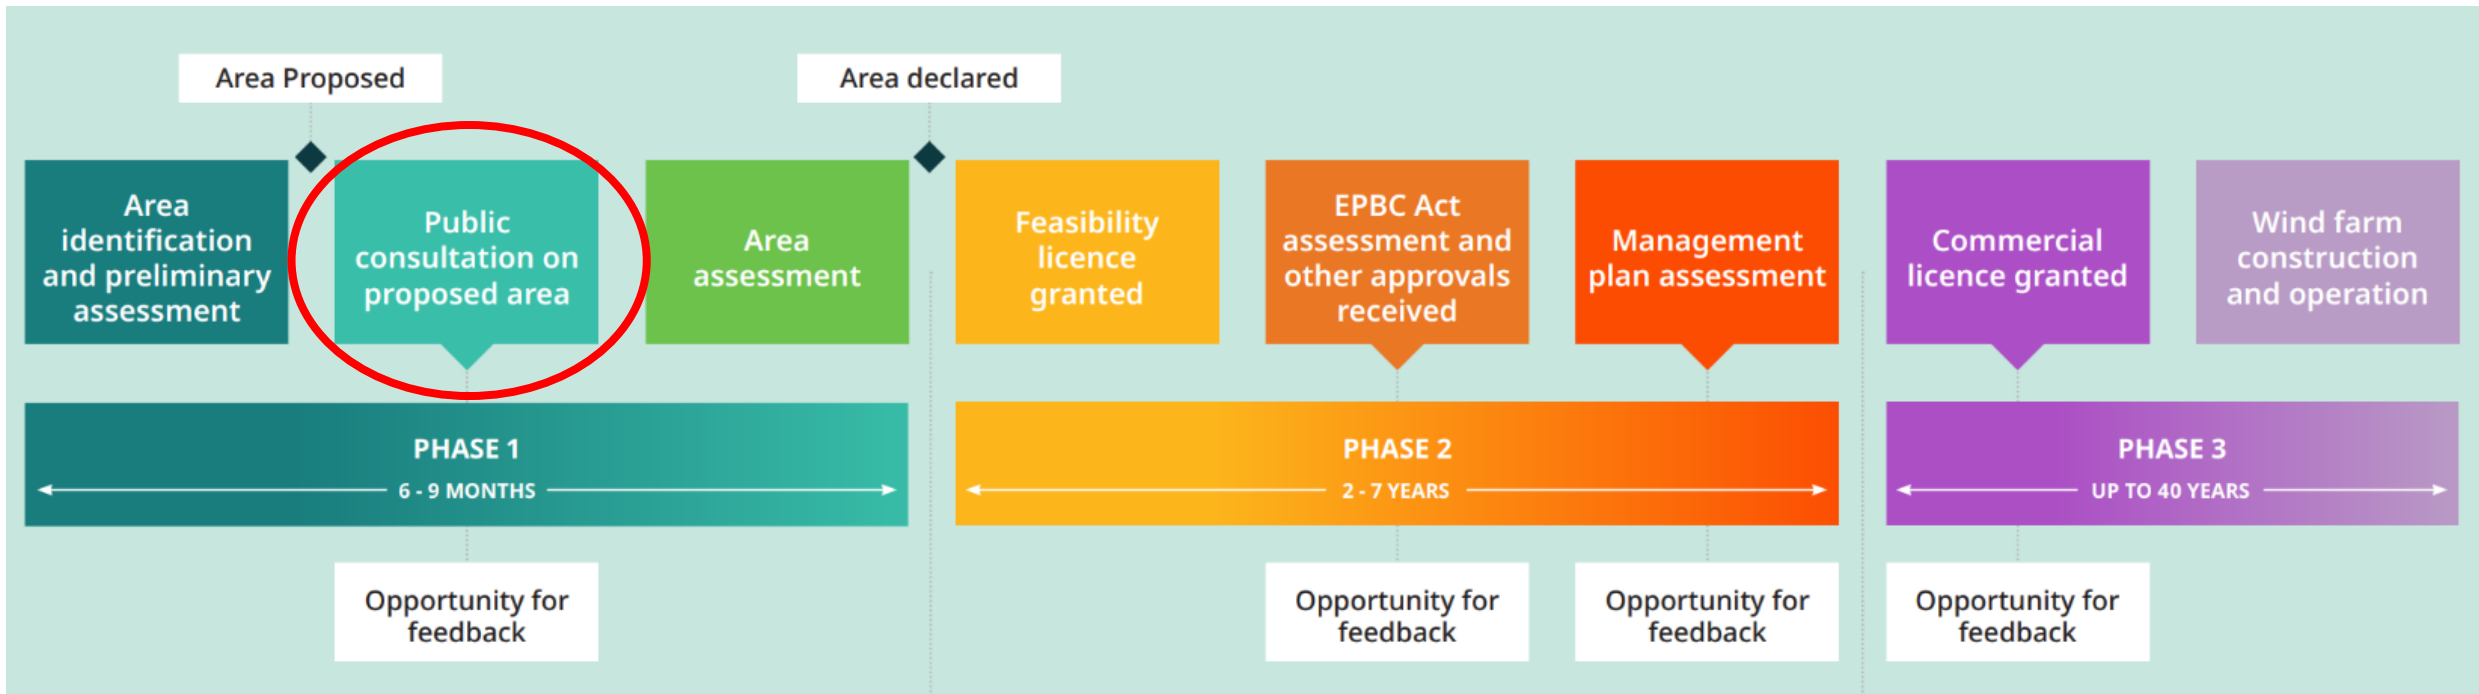 Area Proposed
Area declared
Area
identification
and preliminary
assessment
Public
consultation on
proposed area
Area
assessment
Feasibility
licence
granted
EPBC Act
assessment and
other approvals
received
Management
plan assessment
Commercial
licence granted
Wind farm
construction
and operation
PHASE 1
6 - 9 MONTHS
PHASE 2
2 - 7 YEARS
PHASE 3
UP TO 40 YEARS
Opportunity for
feedback
Opportunity for
feedback
Opportunity for
feedback
Opportunity for
feedback